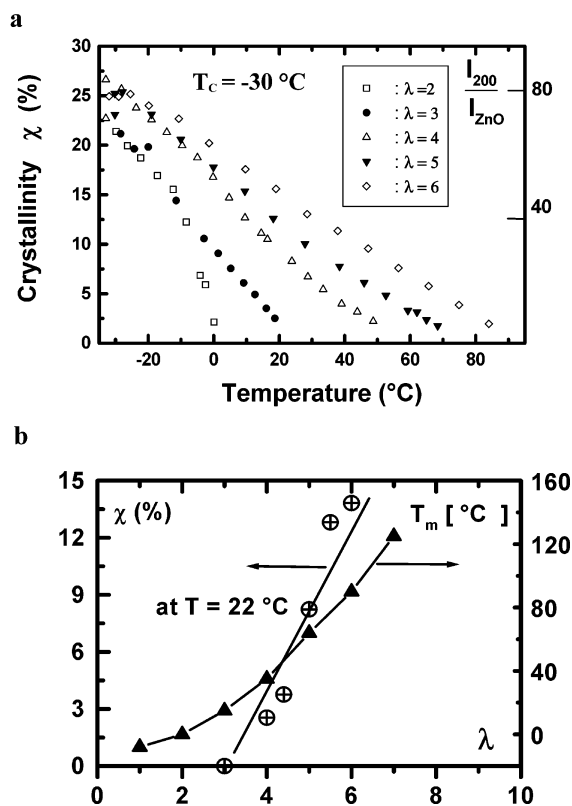 a
T_C = -30 °C
: λ=2
: λ=3
: λ=4
: λ=5
: λ=6
I_200
I_ZnO
80
40
30
25
20
15
10
5
0
Crystallinity χ (%)
-20 0 20 40 60 80
Temperature (°C)
b
χ (%)
T_m [ °C ]
at T = 22 °C
15
12
9
6
3
0
160
120
80
40
0
λ
0 2 4 6 8 10